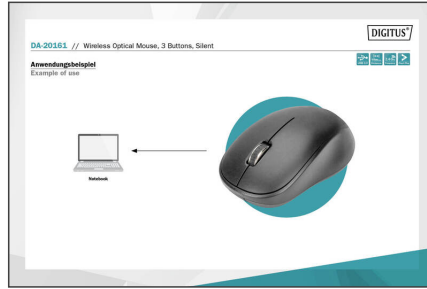 DIGITUS®
DA-20161 // Wireless Optical Mouse, 3 Buttons, Silent
Anwendungsbeispiel
Example of use
Notebook